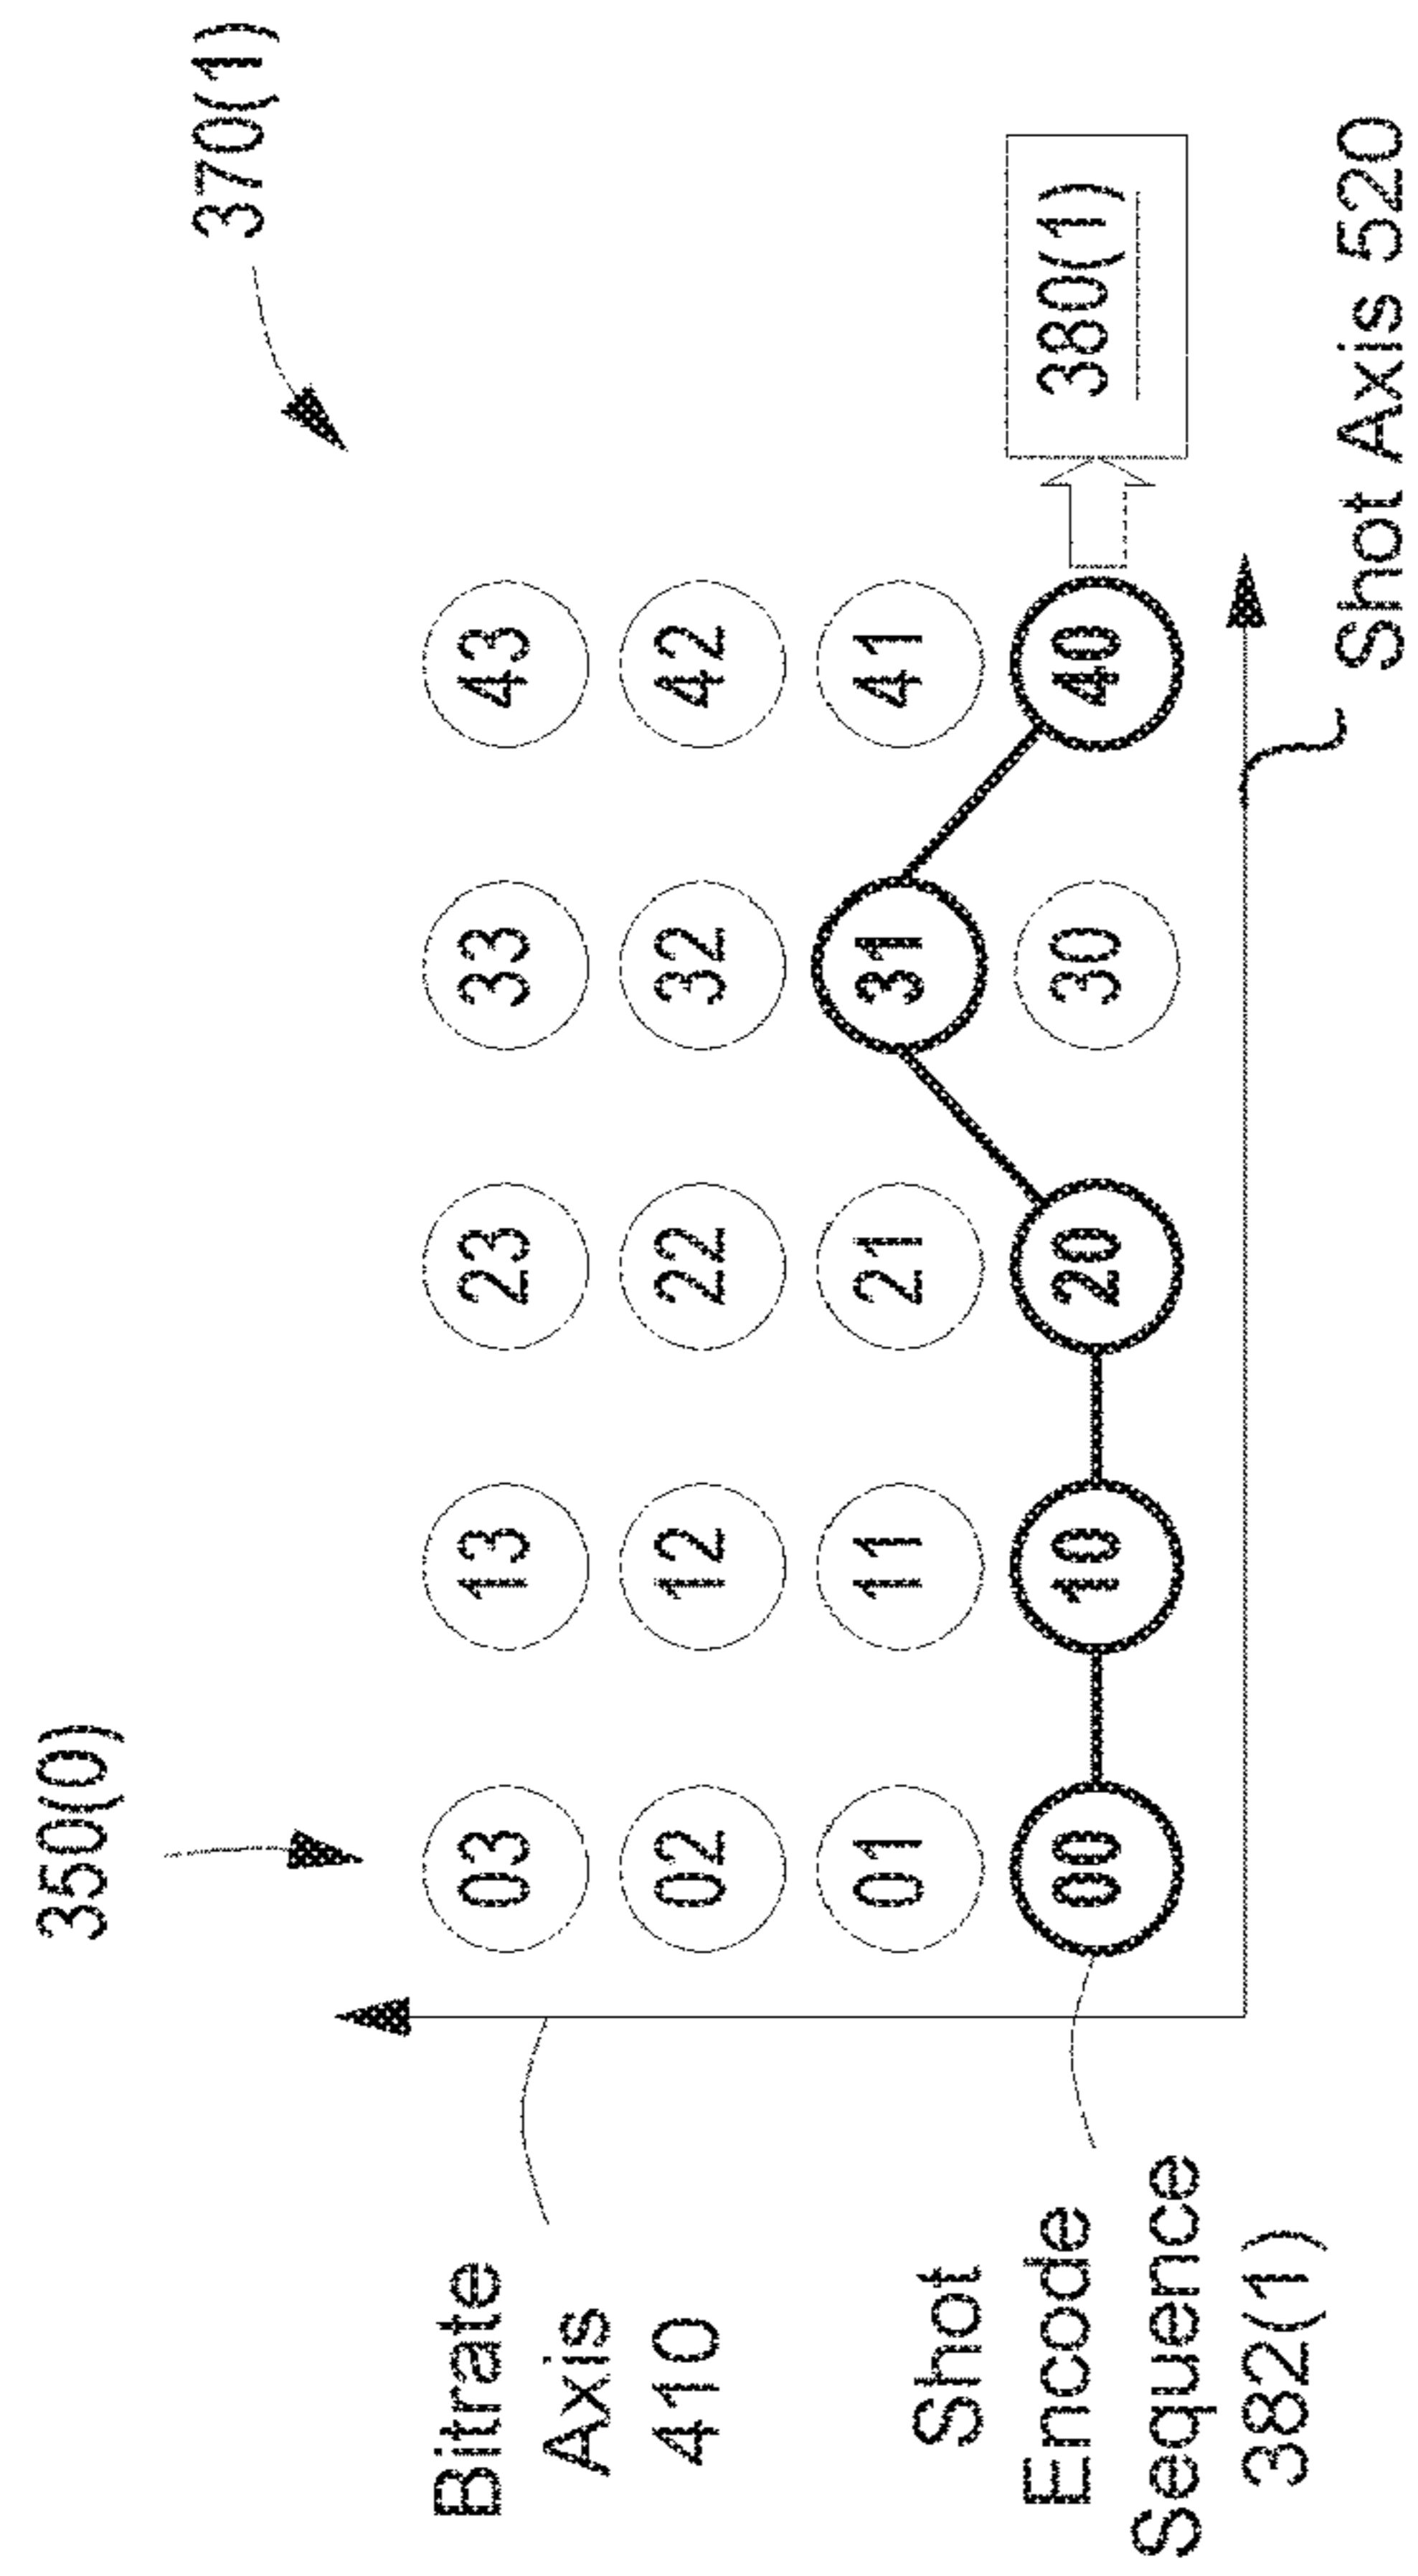 370(1)
350(0)
03 13 23 33 43
02 12 22 32 42
01 11 21 31 41
00 10 20 30 40
380(1)
Bitrate
Axis
410
Shot
Encode
Sequence
382(1)
Shot Axis 520